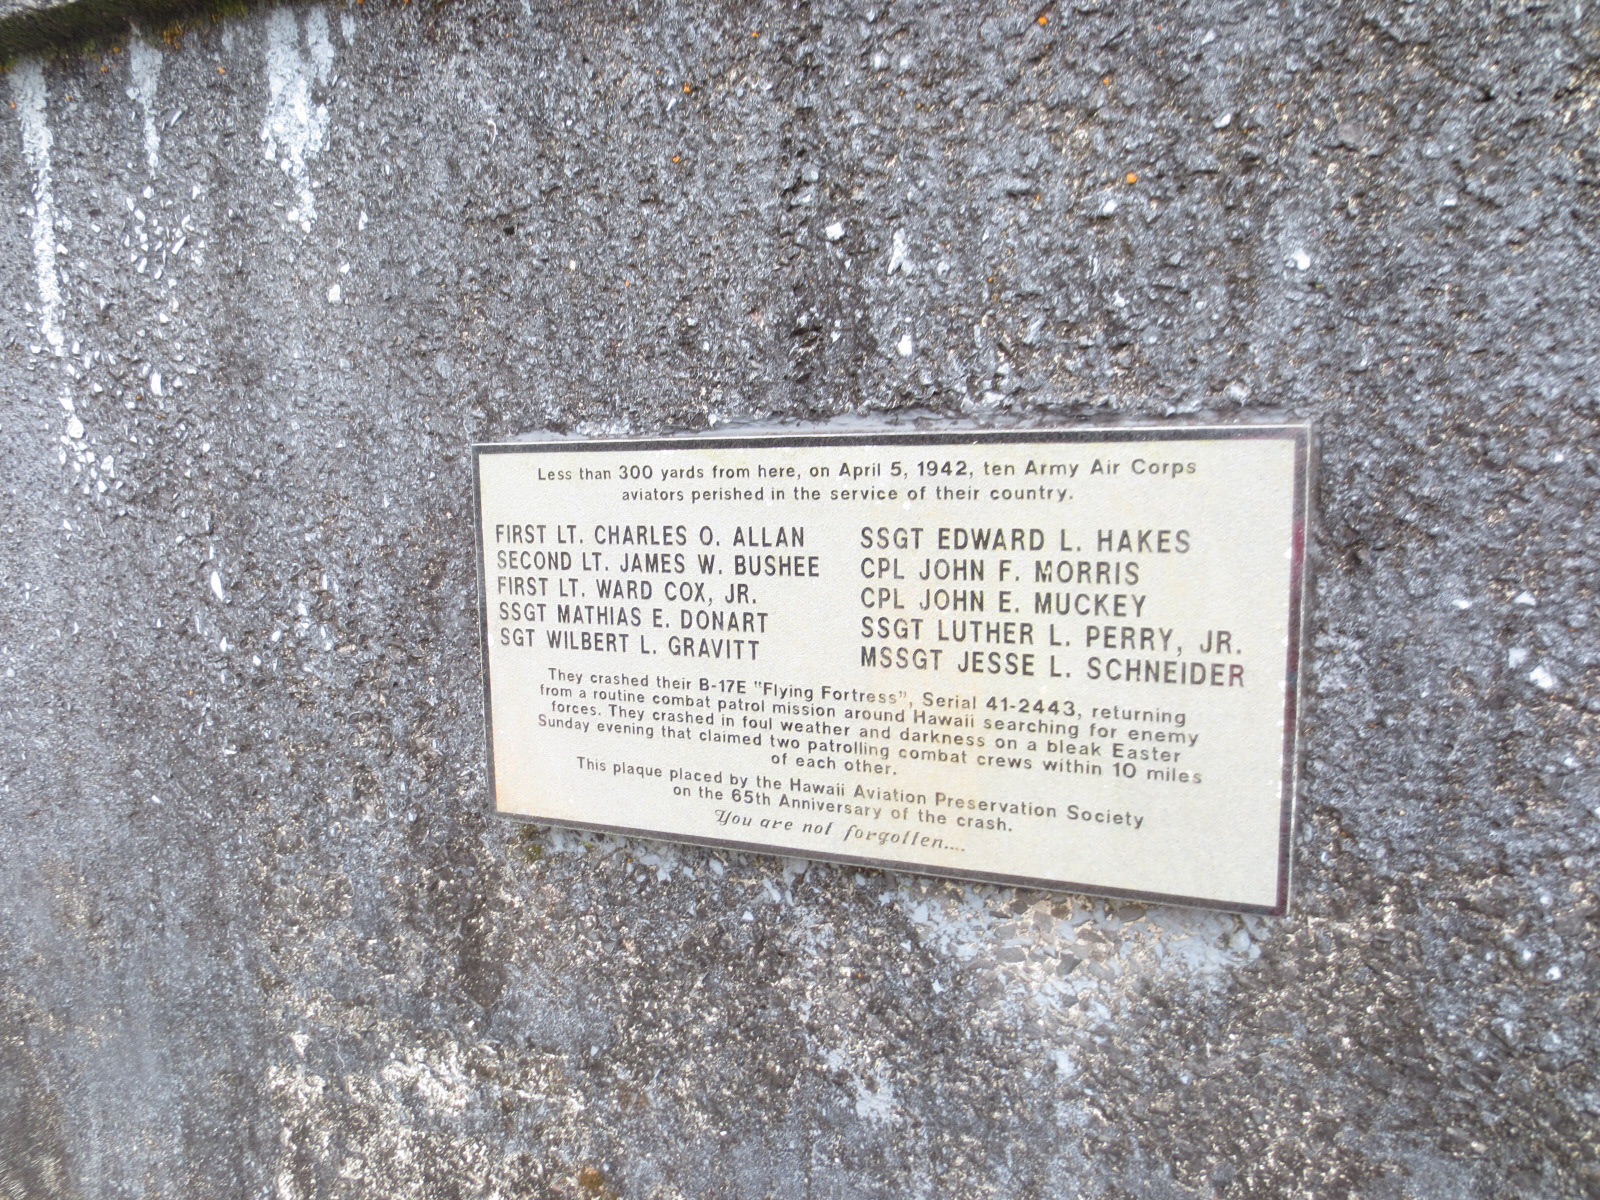 Less than 300 yards from here, on April 5, 1942, ten Army Air Corps
aviators perished in the service of their country.
FIRST LT. CHARLES O. ALLAN
SECOND LT. JAMES W. BUSHEE
FIRST LT. WARD COX, JR.
SSGT MATHIAS E. DONART
SGT WILBERT L. GRAVITT
SSGT EDWARD L. HAKES
CPL JOHN F. MORRIS
CPL JOHN E. MUCKEY
SSGT LUTHER L. PERRY, JR.
MSSGT JESSE L. SCHNEIDER
They crashed their B-17E "Flying Fortress", Serial 41-2443, returning
from a routine combat patrol mission around Hawaii searching for enemy
forces. They crashed in foul weather and darkness on a bleak Easter
Sunday evening that claimed two patrolling combat crews within 10 miles
of each other.
This plaque placed by the Hawaii Aviation Preservation Society
on the 65th Anniversary of the crash.
You are not forgotten....